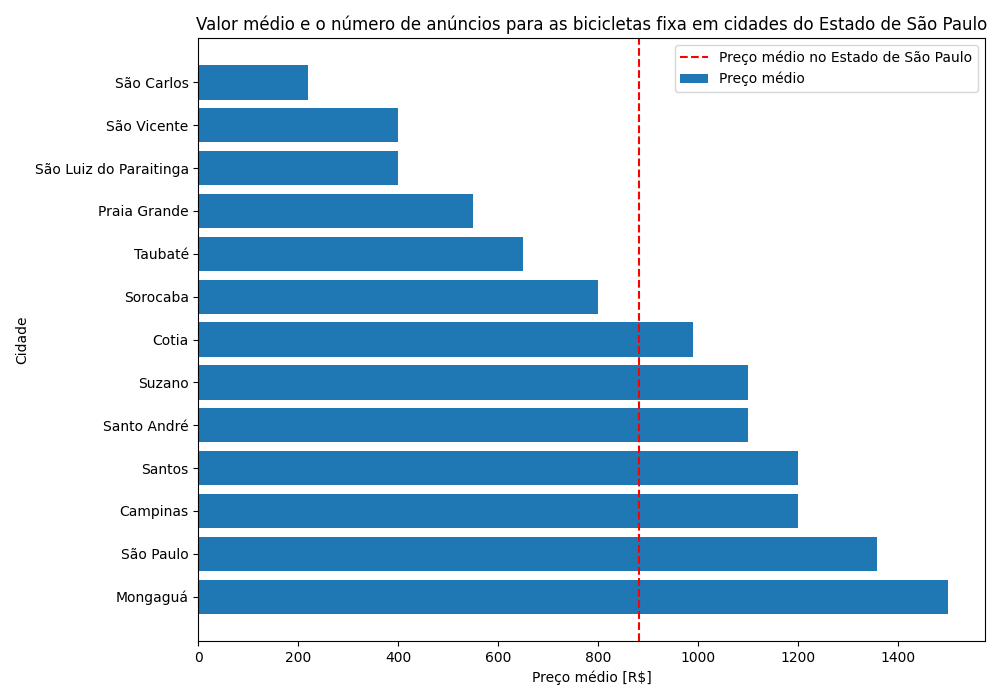 Valor médio e o número de anúncios para as bicicletas fixa em cidades do Estado de São Paulo
Preço médio no Estado de São Paulo
Preço médio
São Carlos
São Vicente
São Luiz do Paraitinga
Praia Grande
Taubaté
Sorocaba
Cotia
Suzano
Santo André
Santos
Campinas
São Paulo
Mongaguá
Cidade
0 200 400 600 800 1000 1200 1400
Preço médio [R$]